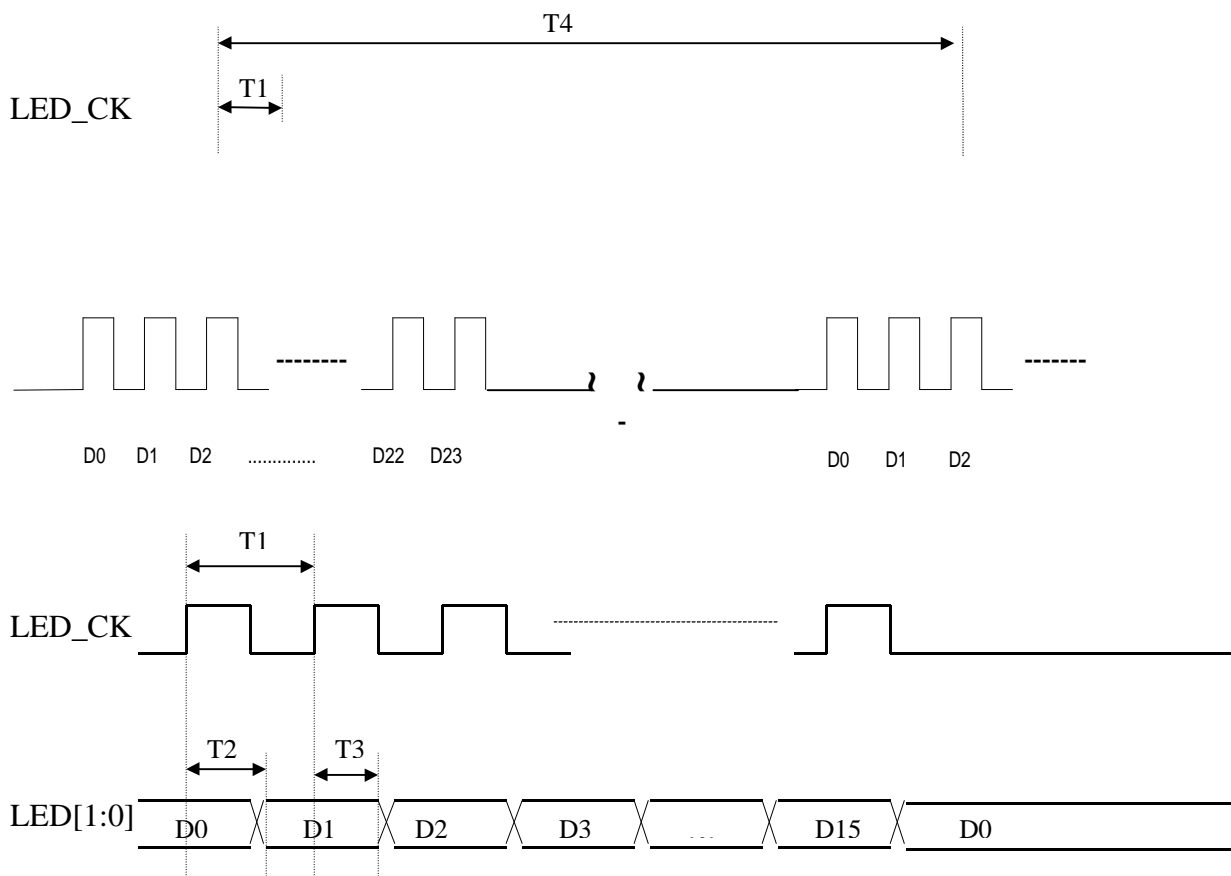 T4
T1
LED_CK
D0 D1 D2 .............. D22 D23 D0 D1 D2
T1
LED_CK
T2 T3
LED[1:0] D0 D1 D2 D3 ... D15 D0